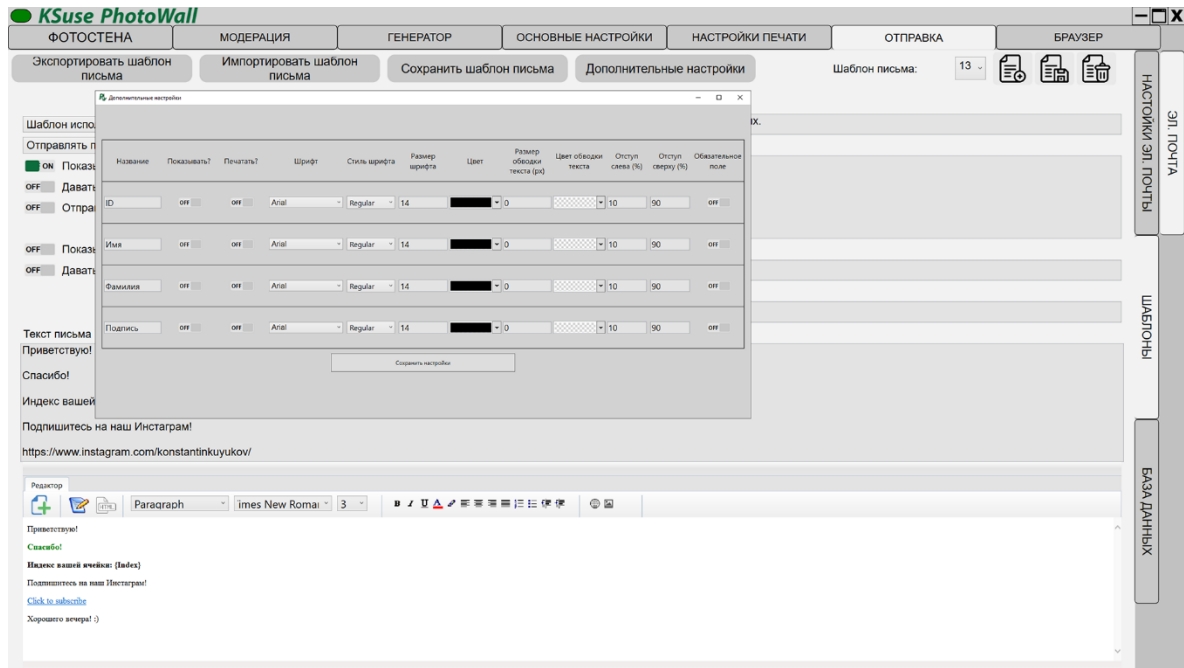 KSuse PhotoWall
ФОТОСТЕНА МОДЕРАЦИЯ ГЕНЕРАТОР ОСНОВНЫЕ НАСТРОЙКИ НАСТРОЙКИ ПЕЧАТИ ОТПРАВКА БРАУЗЕР
Экспортировать шаблон письма
Импортировать шаблон письма
Сохранить шаблон письма
Дополнительные настройки
Шаблон письма: 13
Дополнительные настройки
Шаблон испо
их.
Отправлять п
ON Показы
OFF Давать
OFF Отпра
OFF Показы
OFF Давать
Название Показывать? Печатать? Шрифт Стиль шрифта Размер шрифта Цвет Размер обводки текста (px) Цвет обводки текста Отступ слева (%) Отступ сверху (%) Обязательное поле
ID OFF OFF Arial Regular 14 0 10 90 OFF
Имя OFF OFF Arial Regular 14 0 10 90 OFF
Фамилия OFF OFF Arial Regular 14 0 10 90 OFF
Подпись OFF OFF Arial Regular 14 0 10 90 OFF
Сохранить настройки
Текст письма
Приветствую!
Спасибо!
Индекс вашей
Подпишитесь на наш Инстаграм!
https://www.instagram.com/konstantinkuyukov/
Редактор
HTML Paragraph imes New Romai 3 B I U A
Приветствую!
Спасибо!
Индекс вашей ячейки: {Index}
Подпишитесь на наш Инстаграм!
Click to subscribe
Хорошего вечера! :)
ЭЛ. ПОЧТА
НАСТОЙКИ ЭЛ. ПОЧТЫ
ШАБЛОНЫ
БАЗА ДАННЫХ